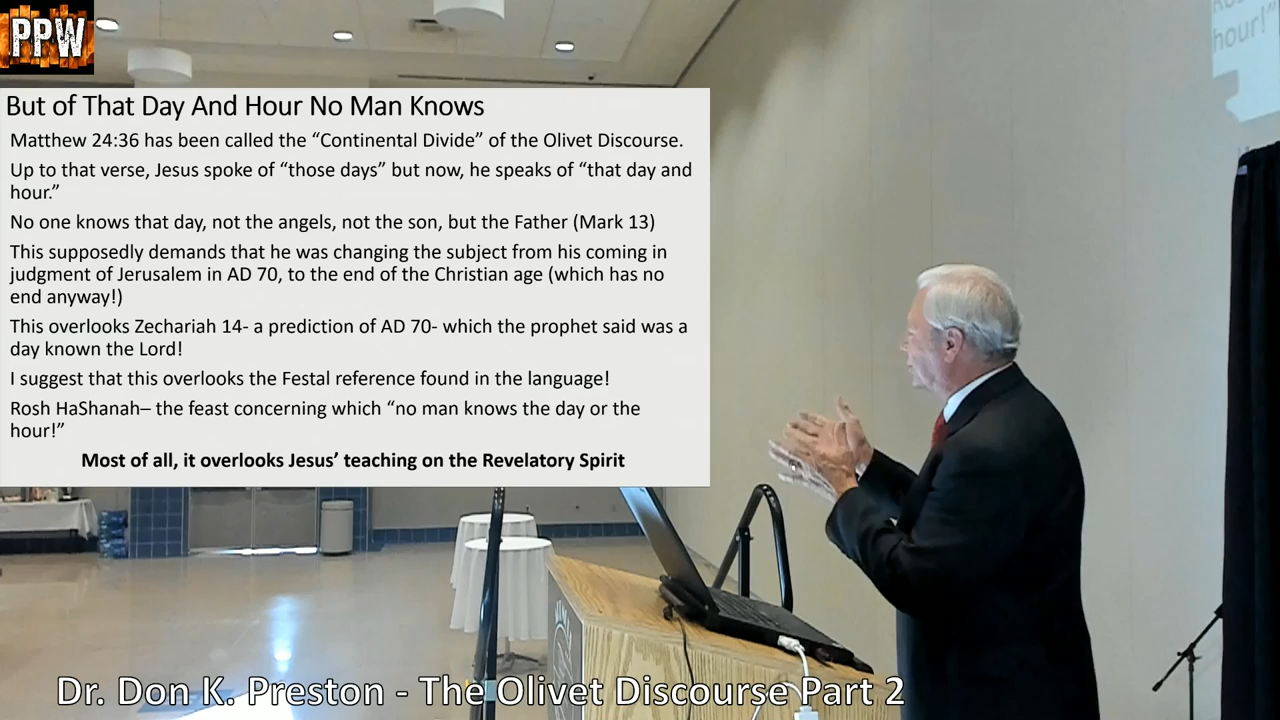 PPW
But of That Day And Hour No Man Knows
Matthew 24:36 has been called the “Continental Divide” of the Olivet Discourse.
Up to that verse, Jesus spoke of “those days” but now, he speaks of “that day and
hour.”
No one knows that day, not the angels, not the son, but the Father (Mark 13)
This supposedly demands that he was changing the subject from his coming in
judgment of Jerusalem in AD 70, to the end of the Christian age (which has no
end anyway!)
This overlooks Zechariah 14- a prediction of AD 70- which the prophet said was a
day known the Lord!
I suggest that this overlooks the Festal reference found in the language!
Rosh HaShanah– the feast concerning which “no man knows the day or the
hour!”
Most of all, it overlooks Jesus’ teaching on the Revelatory Spirit
hour!”
Dr. Don K. Preston - The Olivet Discourse Part 2